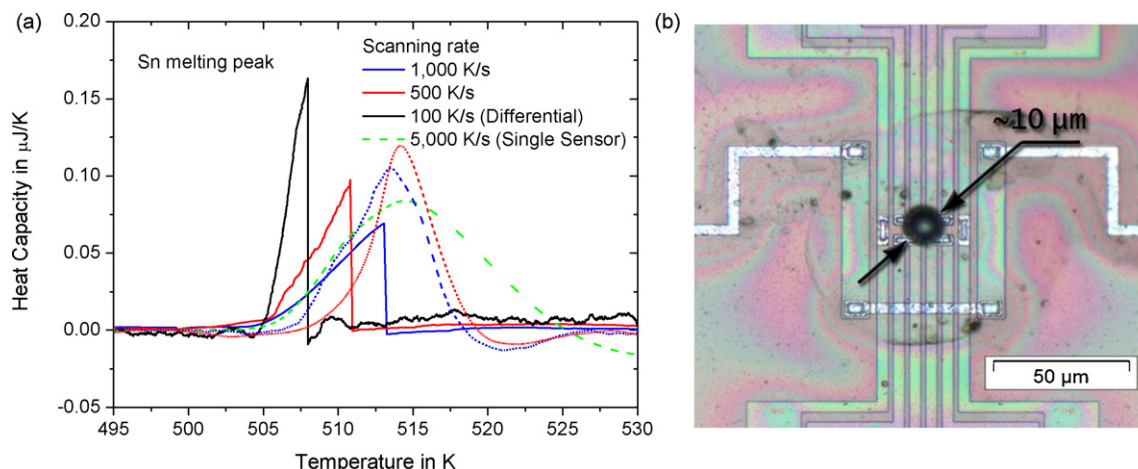 (a)
0.20
0.15
0.10
0.05
0.00
-0.05
Heat Capacity in μJ/K
Sn melting peak
Scanning rate
1,000 K/s
500 K/s
100 K/s (Differential)
5,000 K/s (Single Sensor)
495 500 505 510 515 520 525 530
Temperature in K
(b)
~10 μm
50 μm